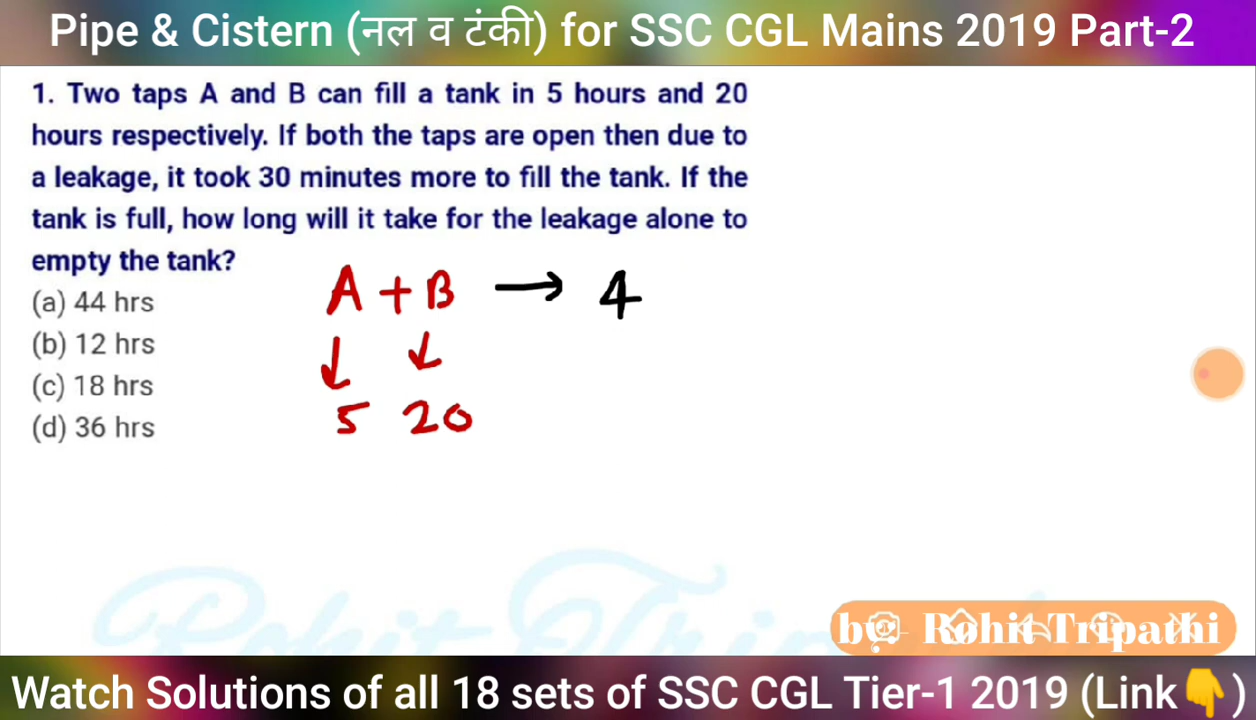 Pipe & Cistern (नल व टंकी) for SSC CGL Mains 2019 Part-2
1. Two taps A and B can fill a tank in 5 hours and 20
hours respectively. If both the taps are open then due to
a leakage, it took 30 minutes more to fill the tank. If the
tank is full, how long will it take for the leakage alone to
empty the tank?
A + B → 4
(a) 44 hrs
(b) 12 hrs
↓ ↓
(c) 18 hrs
5 20
(d) 36 hrs
Rohit Tri
by: Rohit Tripathi
Watch Solutions of all 18 sets of SSC CGL Tier-1 2019 (Link👇)